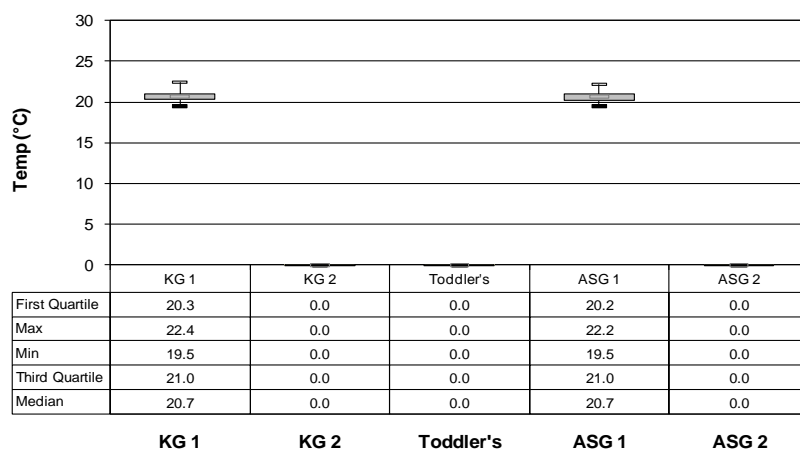 30
25
20
15
10
5
0
Temp (°C)
KG 1 KG 2 Toddler's ASG 1 ASG 2
First Quartile 20.3 0.0 0.0 20.2 0.0
Max 22.4 0.0 0.0 22.2 0.0
Min 19.5 0.0 0.0 19.5 0.0
Third Quartile 21.0 0.0 0.0 21.0 0.0
Median 20.7 0.0 0.0 20.7 0.0
KG 1 KG 2 Toddler's ASG 1 ASG 2